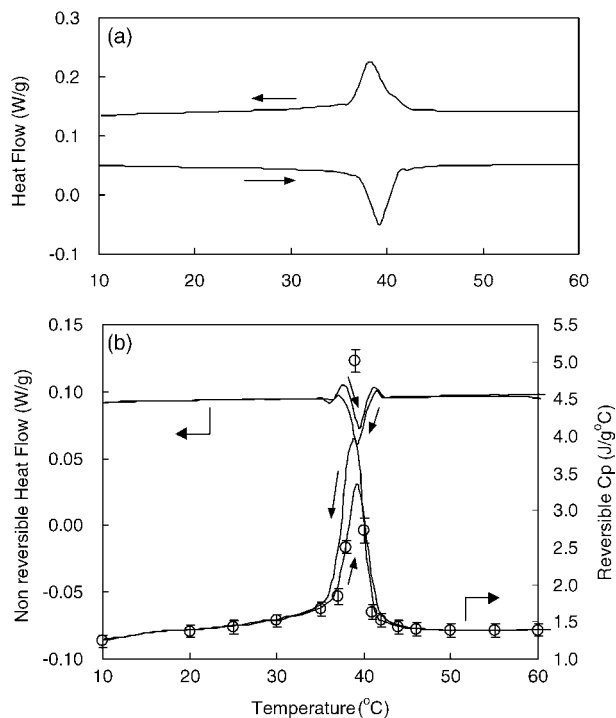 (a)
Heat Flow (W/g)
0.3
0.2
0.1
0.0
-0.1
10 20 30 40 50 60
(b)
Non reversible Heat Flow (W/g)
0.15
0.10
0.05
0.00
-0.05
-0.10
5.5
5.0
4.5
4.0
3.5
3.0
2.5
2.0
1.5
1.0
Reversible Cp (J/g°C)
10 20 30 40 50 60
Temperature (°C)